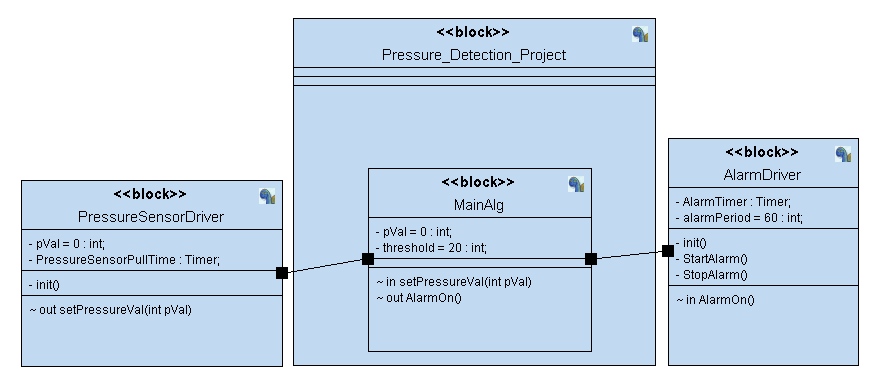 <<block>>
Pressure_Detection_Project
<<block>>
PressureSensorDriver
- pVal = 0 : int;
- PressureSensorPullTime : Timer;
- init()
~ out setPressureVal(int pVal)
<<block>>
MainAlg
- pVal = 0 : int;
- threshold = 20 : int;
~ in setPressureVal(int pVal)
~ out AlarmOn()
<<block>>
AlarmDriver
- AlarmTimer : Timer;
- alarmPeriod = 60 : int;
- init()
- StartAlarm()
- StopAlarm()
~ in AlarmOn()